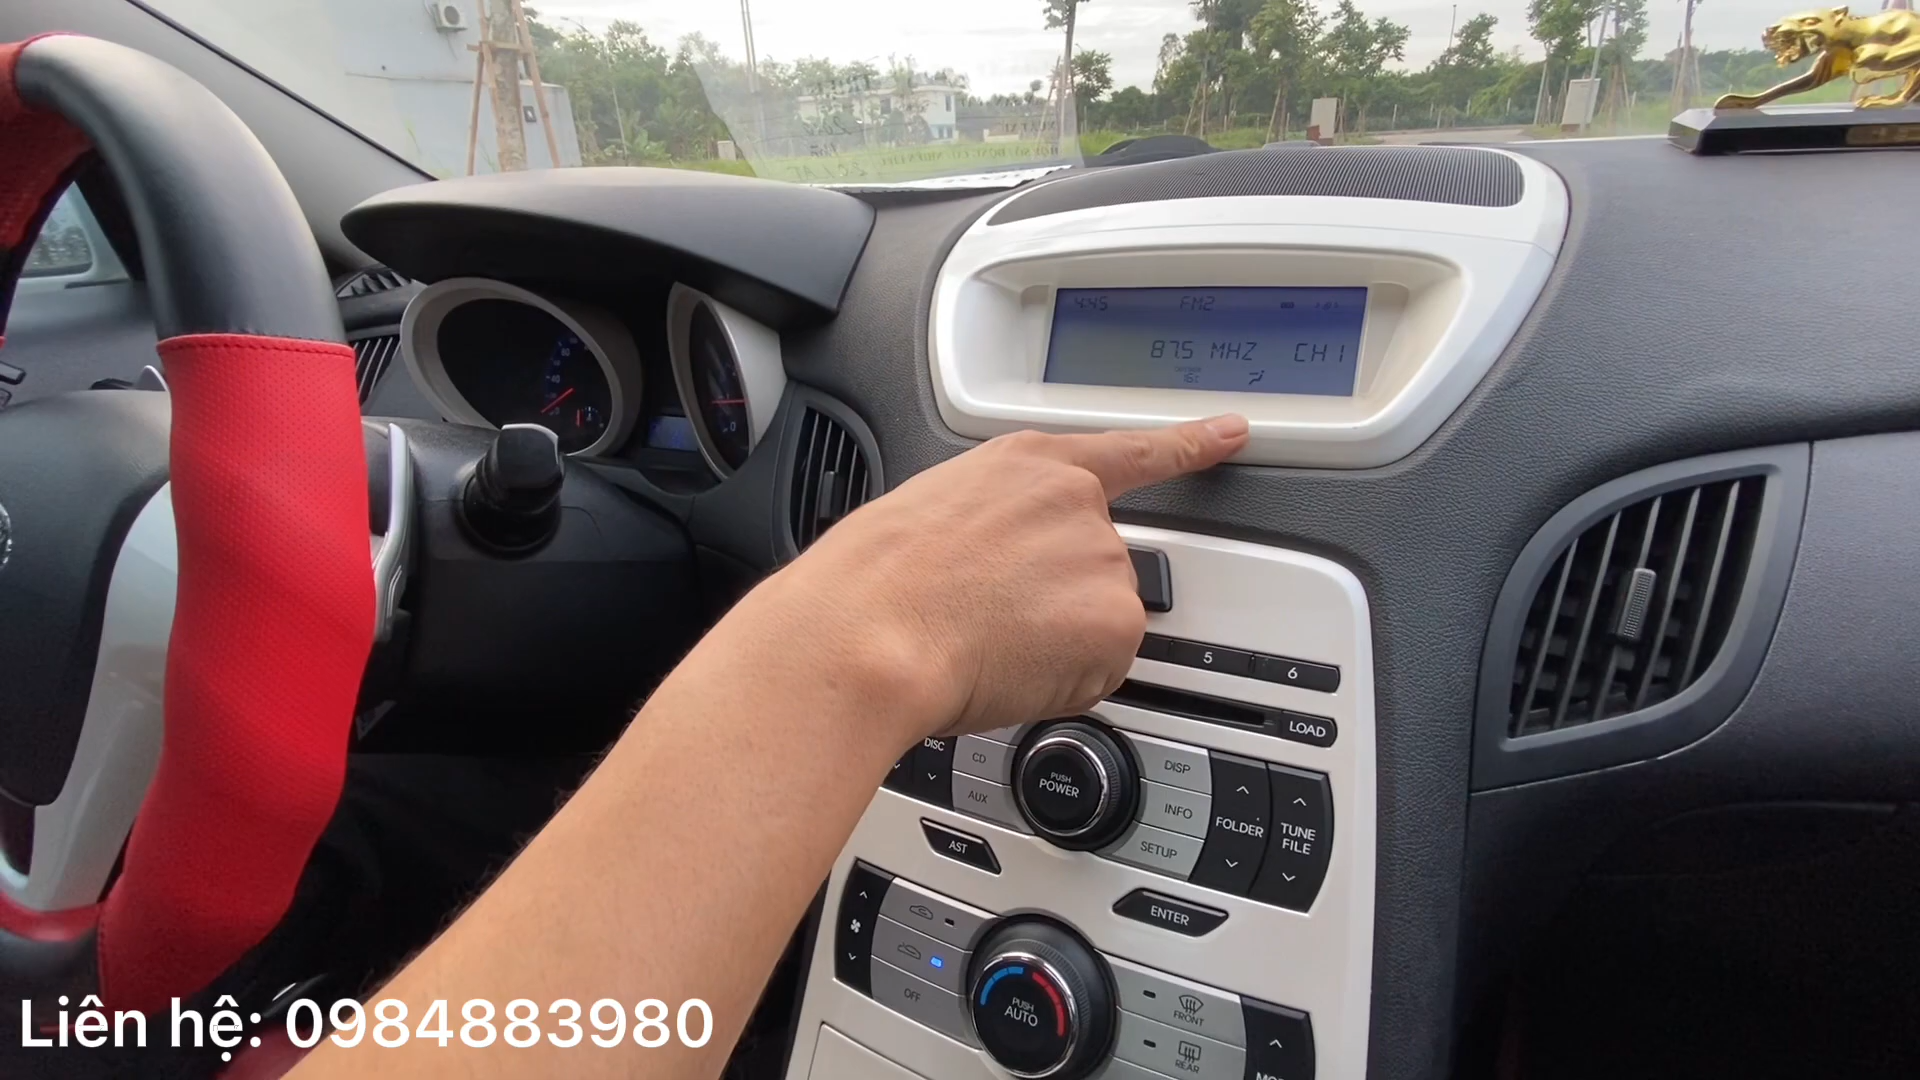 4:45 FM2
87.5 MHZ CH 1
5 6
LOAD
DISC CD DISP
PUSH POWER
AUX INFO
FOLDER TUNE FILE
SETUP
AST
ENTER
OFF
PUSH AUTO
FRONT
REAR
Liên hệ: 0984883980